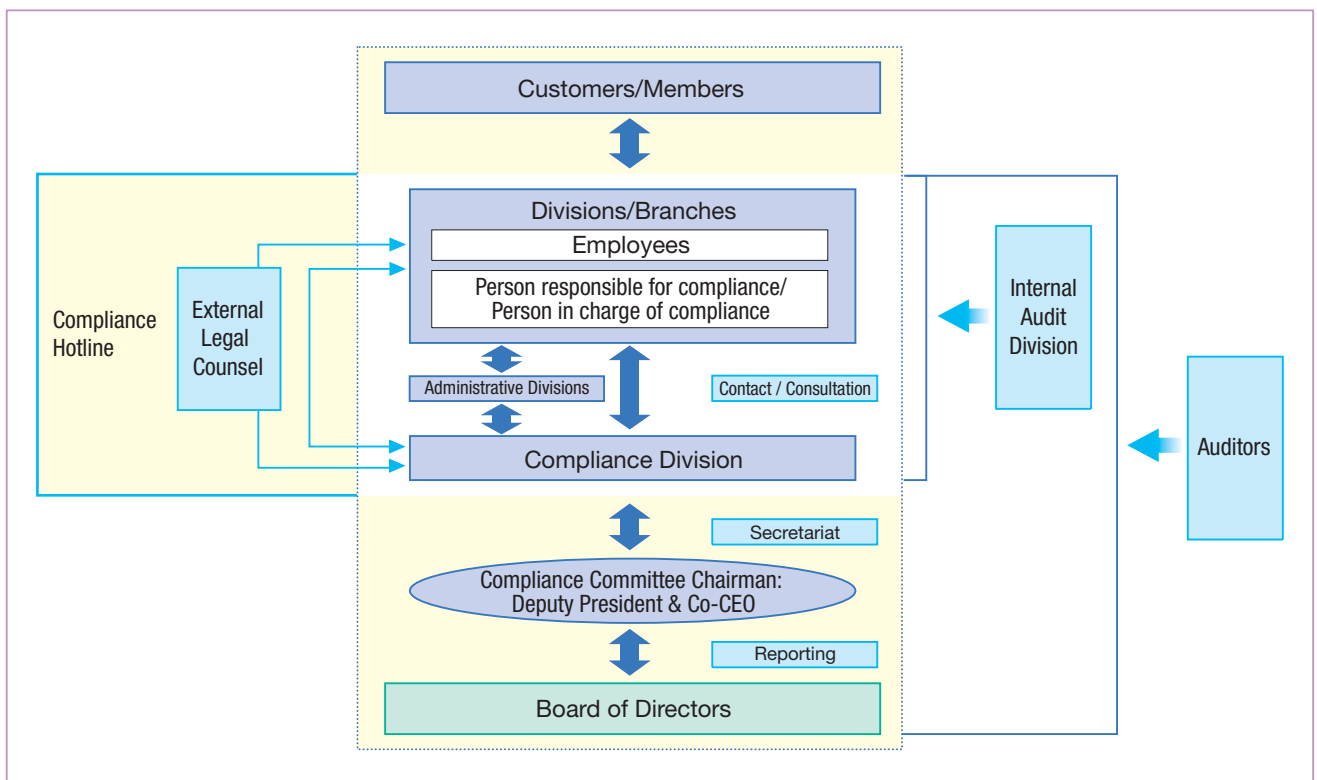 Customers/Members
Divisions/Branches
Employees
Person responsible for compliance/
Person in charge of compliance
Compliance
Hotline
External
Legal
Counsel
Administrative Divisions
Contact / Consultation
Compliance Division
Internal
Audit
Division
Auditors
Secretariat
Compliance Committee Chairman:
Deputy President & Co-CEO
Reporting
Board of Directors